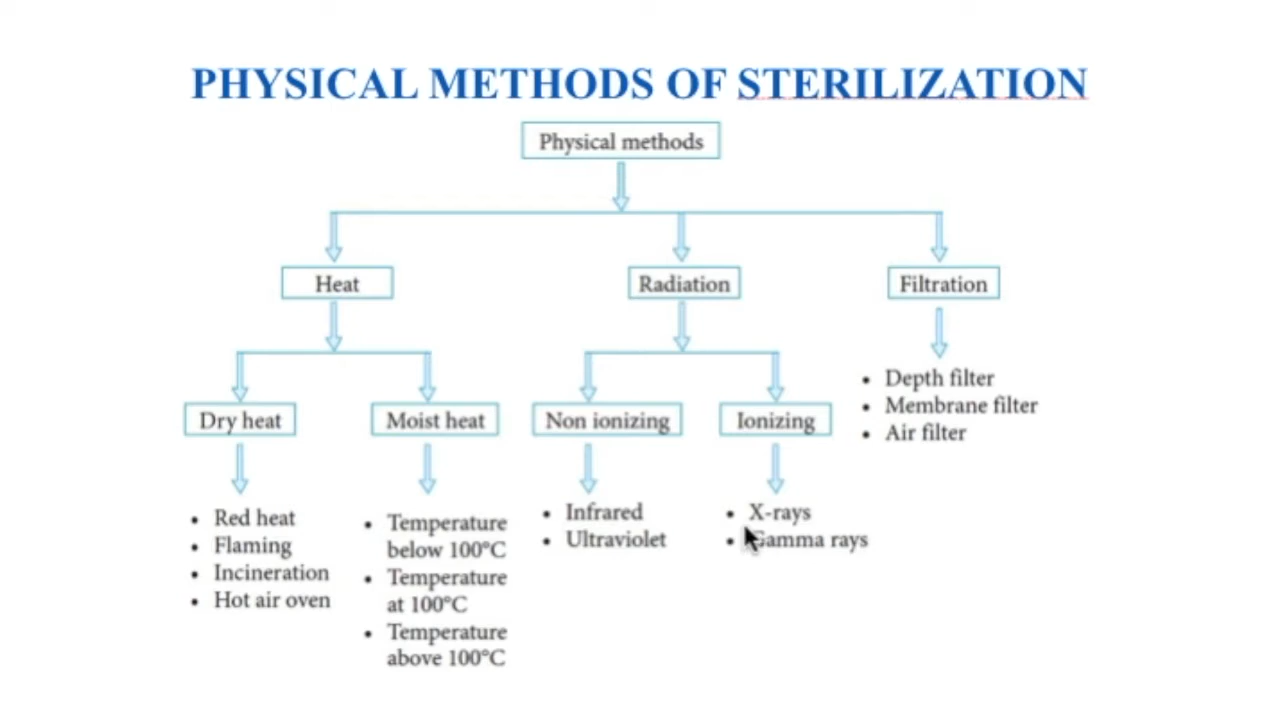 PHYSICAL METHODS OF STERILIZATION
Physical methods
Heat
Radiation
Filtration
Dry heat
Moist heat
Non ionizing
Ionizing
• Depth filter
• Membrane filter
• Air filter
• Red heat
• Flaming
• Incineration
• Hot air oven
• Temperature
below 100°C
• Temperature
at 100°C
• Temperature
above 100°C
• Infrared
• Ultraviolet
• X-rays
• Gamma rays